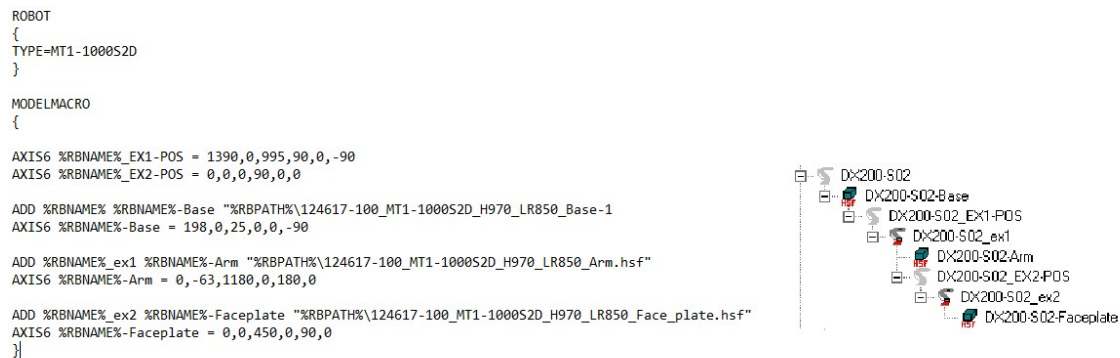 ROBOT
{
TYPE=MT1-1000S2D
}
MODELMACRO
{
AXIS6 %RBNAME%_EX1-POS = 1390,0,995,90,0,-90
AXIS6 %RBNAME%_EX2-POS = 0,0,0,90,0,0
ADD %RBNAME% %RBNAME%-Base "%RBPATH%\124617-100_MT1-1000S2D_H970_LR850_Base-1
AXIS6 %RBNAME%-Base = 198,0,25,0,0,-90
ADD %RBNAME%_ex1 %RBNAME%-Arm "%RBPATH%\124617-100_MT1-1000S2D_H970_LR850_Arm.hsf"
AXIS6 %RBNAME%-Arm = 0,-63,1180,0,180,0
ADD %RBNAME%_ex2 %RBNAME%-Faceplate "%RBPATH%\124617-100_MT1-1000S2D_H970_LR850_Face_plate.hsf"
AXIS6 %RBNAME%-Faceplate = 0,0,450,0,90,0
}
DX200-S02
HSF DX200-S02-Base
DX200-S02_EX1-POS
DX200-S02_ex1
HSF DX200-S02-Arm
DX200-S02_EX2-POS
DX200-S02_ex2
HSF DX200-S02-Faceplate